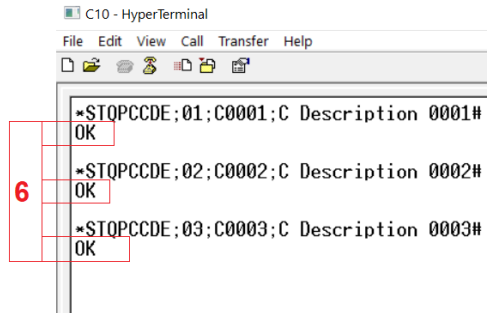 C10 - HyperTerminal
File Edit View Call Transfer Help
*STQPCCDE;01;C0001;C Description 0001#
OK
*STQPCCDE;02;C0002;C Description 0002#
6
OK
*STQPCCDE;03;C0003;C Description 0003#
OK